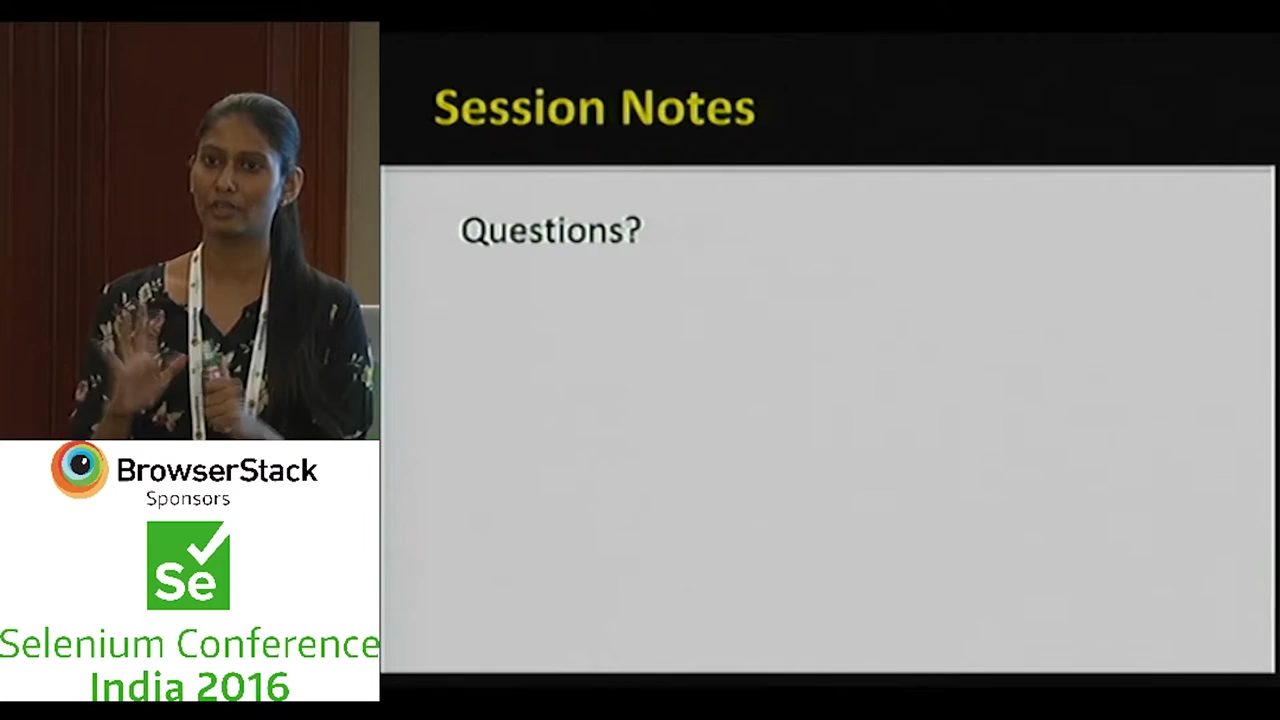 Session Notes
Questions?
BrowserStack
Sponsors
Se
Selenium Conference
India 2016